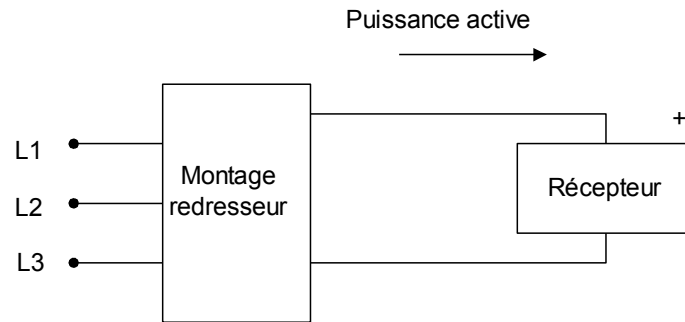 Puissance active
+
L1
Montage
redresseur
Récepteur
L2
L3